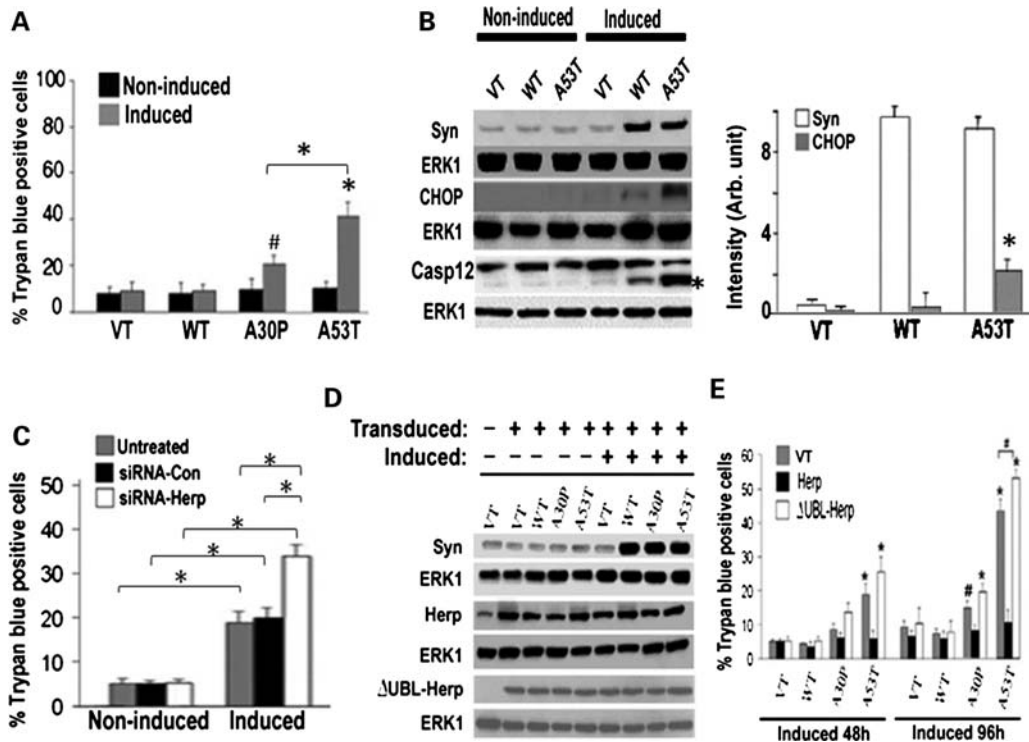 A
% Trypan blue positive cells
100
80
60
40
20
0
Non-induced
Induced
*
#
*
VT WT A30P A53T
B
Non-induced Induced
VT WT A53T VT WT A53T
Syn
ERK1
CHOP
ERK1
Casp12
*
ERK1
Intensity (Arb. unit)
9
6
3
0
Syn
CHOP
*
VT WT A53T
C
% Trypan blue positive cells
50
40
30
20
10
0
Untreated
siRNA-Con
siRNA-Herp
*
*
*
*
*
Non-induced Induced
D
Transduced: – + + + + + + + +
Induced: – – – – – + + + +
VT VT WT A30P A53T VT WT A30P A53T
Syn
ERK1
Herp
ERK1
ΔUBL-Herp
ERK1
E
% Trypan blue positive cells
60
50
40
30
20
10
0
VT
Herp
ΔUBL-Herp
* * # * * # *
VT WT A30P A53T VT WT A30P A53T
Induced 48h Induced 96h